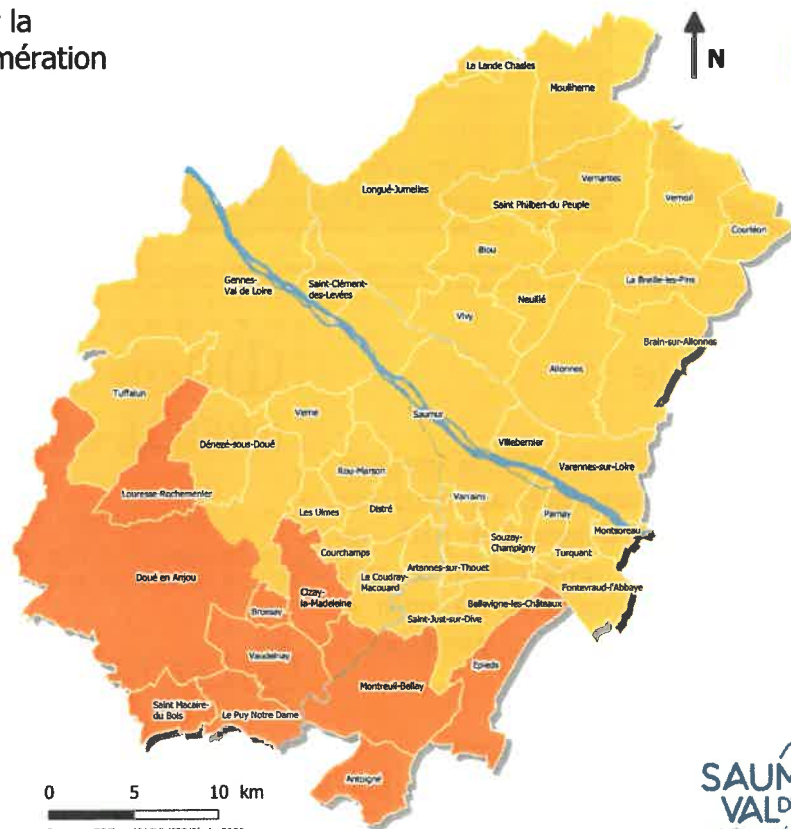 la
mération
N
La Lande Chasles
Mouliherne
Longué-Jumelles
Vernantes
Saint Philbert-du Peuple
Vernoil
Courléon
Blou
La Breille-les-Pins
Gennes-
Val de Loire
Saint-Clément-
des-Levées
Neuillé
Vivy
Brain-sur-Allonnes
Allonnes
Tuffalun
Verrie
Saumur
Dénezé-sous-Doué
Villebernier
Varennes-sur-Loire
Rou-Marson
Louresse-Rochemenier
Les Ulmes
Distré
Varrains
Parnay
Montsoreau
Souzay-
Champigny
Courchamps
Turquant
Artannes-sur-Thouet
Doué en Anjou
Cizay-
la-Madeleine
Le Coudray-
Macouard
Fontevraud-l'Abbaye
Brossay
Bellevigne-les-Châteaux
Saint-Just-sur-Dive
Vaudelnay
Epieds
Montreuil-Bellay
Saint Macaire-
du Bois
Le Puy Notre Dame
Antoigné
0 5 10 km
SAUM
VAL D